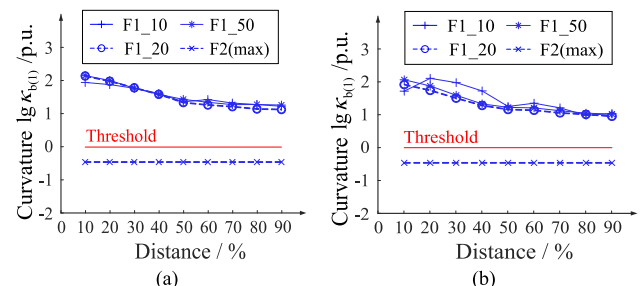 F1_10 F1_50
F1_20 F2(max)
Curvature lg κb(1) /p.u.
3
2
1
0
-1
-2
Threshold
0 10 20 30 40 50 60 70 80 90
Distance / %
(a)
F1_10 F1_50
F1_20 F2(max)
Curvature lg κb(1) /p.u.
3
2
1
0
-1
-2
Threshold
0 10 20 30 40 50 60 70 80 90
Distance / %
(b)